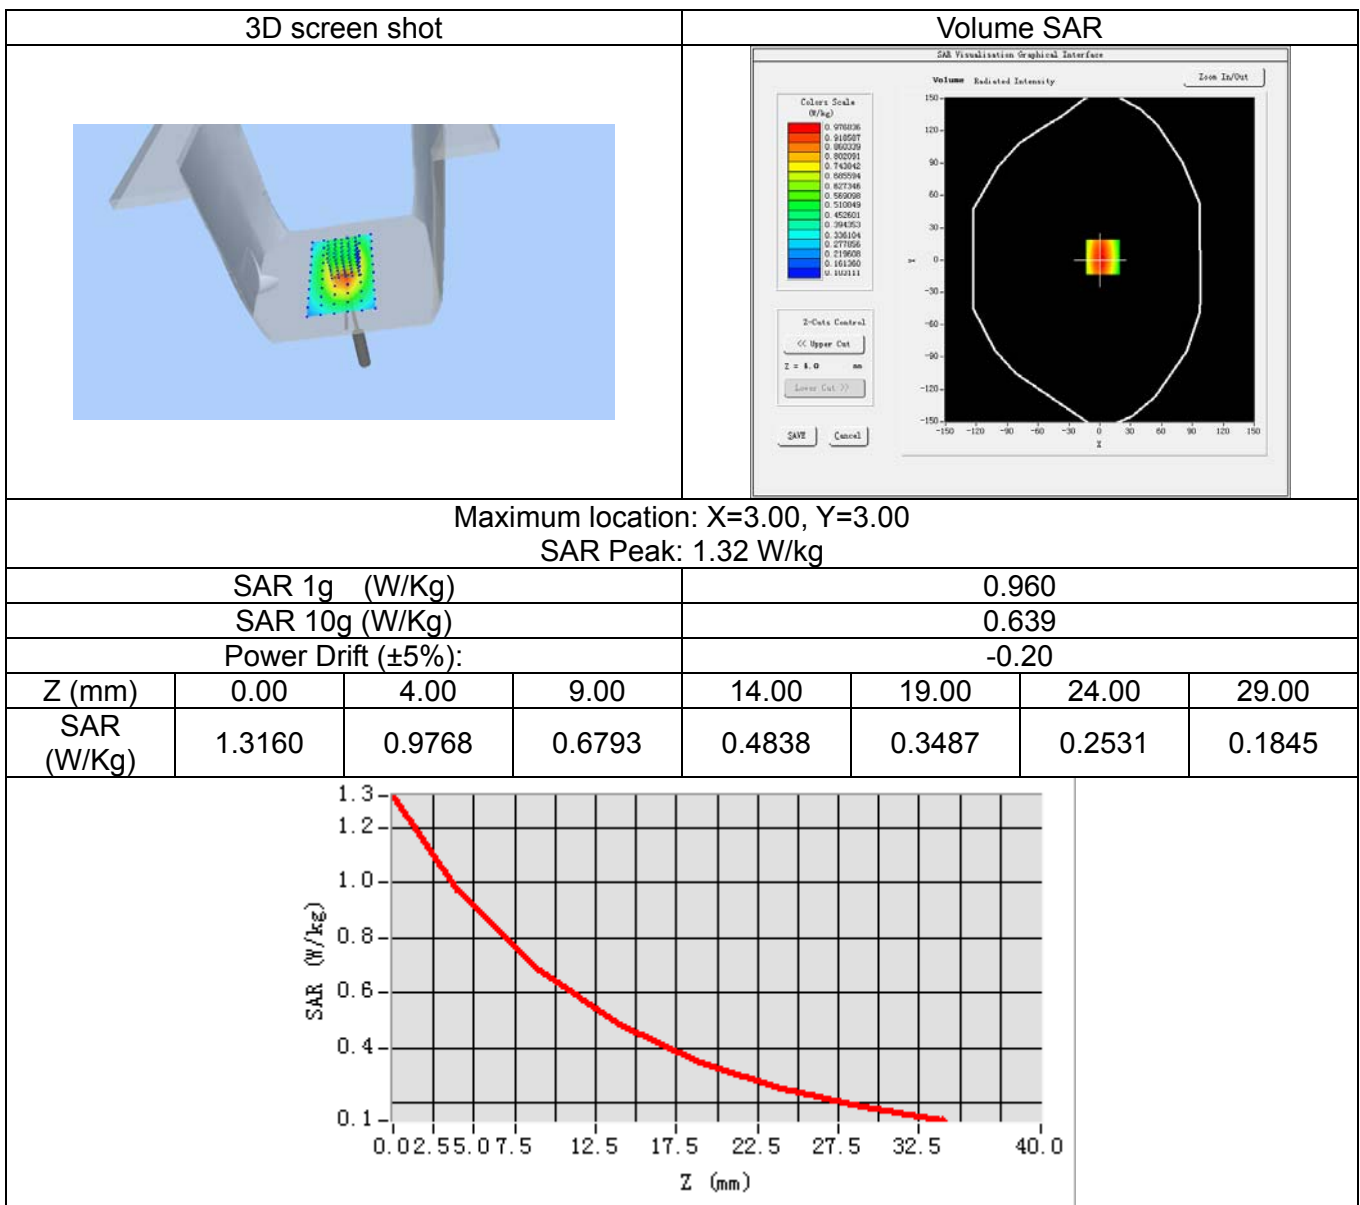 3D screen shot
Volume SAR
SAR Visualisation Graphical Interface
Volume Radiated Intensity
Zoom In/Out
Colors Scale
(W/kg)
0.976836
0.918587
0.860339
0.802091
0.743842
0.685594
0.627346
0.569098
0.510849
0.452601
0.394353
0.336104
0.277856
0.219608
0.161360
0.103111
Z-Cuts Control
<< Upper Cut
Z = 4.0 mm
Lower Cut >>
SAVE
Cancel
150
120
90
60
30
0
-30
-60
-90
-120
-150
Y
-150 -120 -90 -60 -30 0 30 60 90 120 150
X
Maximum location: X=3.00, Y=3.00
SAR Peak: 1.32 W/kg
SAR 1g (W/Kg) 0.960
SAR 10g (W/Kg) 0.639
Power Drift (±5%): -0.20
Z (mm) 0.00 4.00 9.00 14.00 19.00 24.00 29.00
SAR (W/Kg) 1.3160 0.9768 0.6793 0.4838 0.3487 0.2531 0.1845
1.3
1.2
1.0
0.8
0.6
0.4
0.1
SAR (W/kg)
0.0 2.5 5.0 7.5 12.5 17.5 22.5 27.5 32.5 40.0
Z (mm)